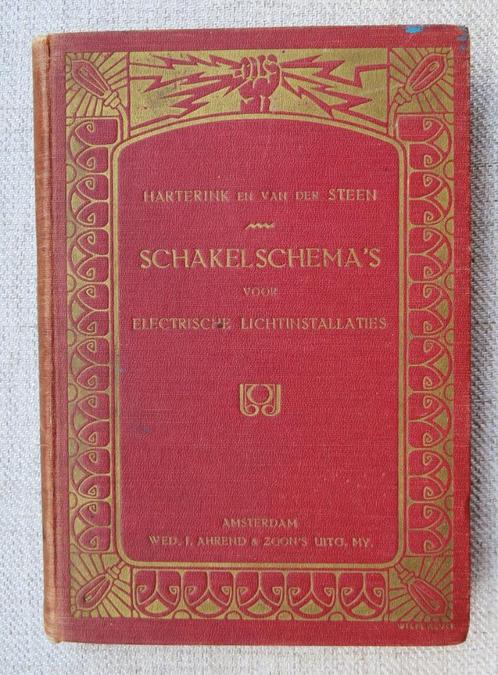 HARTERINK EN VAN DER STEEN
SCHAKELSCHEMA'S
VOOR
ELECTRISCHE LICHTINSTALLATIES
AMSTERDAM
WED. J. AHREND & ZOON'S UITG. MY.